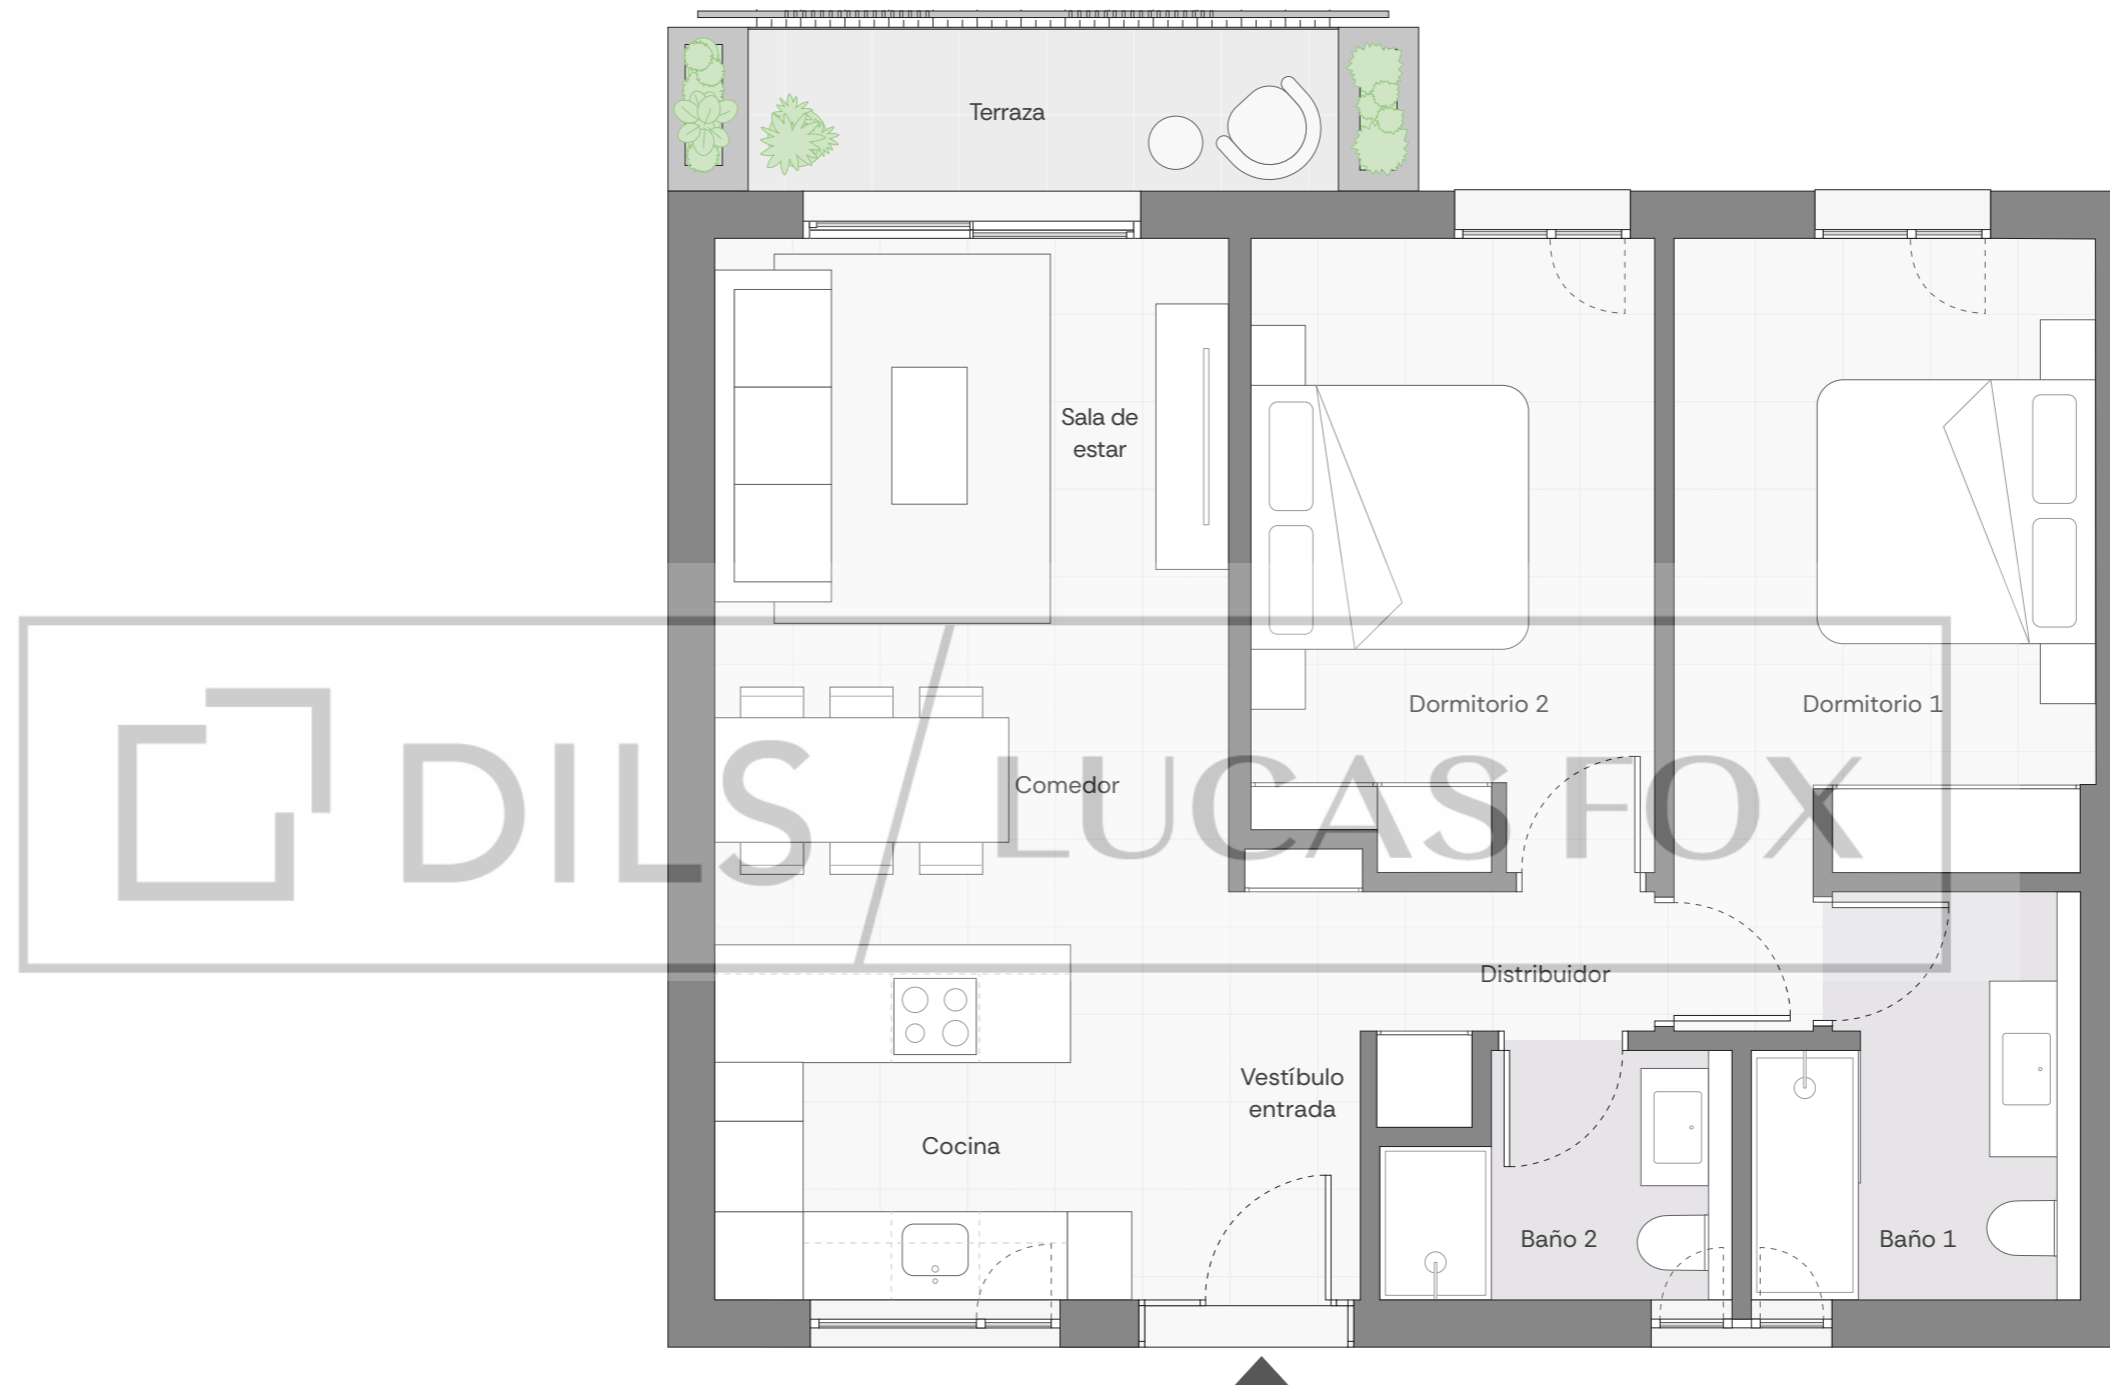 Terraza
Sala de
estar
Dormitorio 2
Dormitorio 1
Comedor
DILS / LUCAS FOX
Distribuidor
Vestíbulo
entrada
Cocina
Baño 2
Baño 1